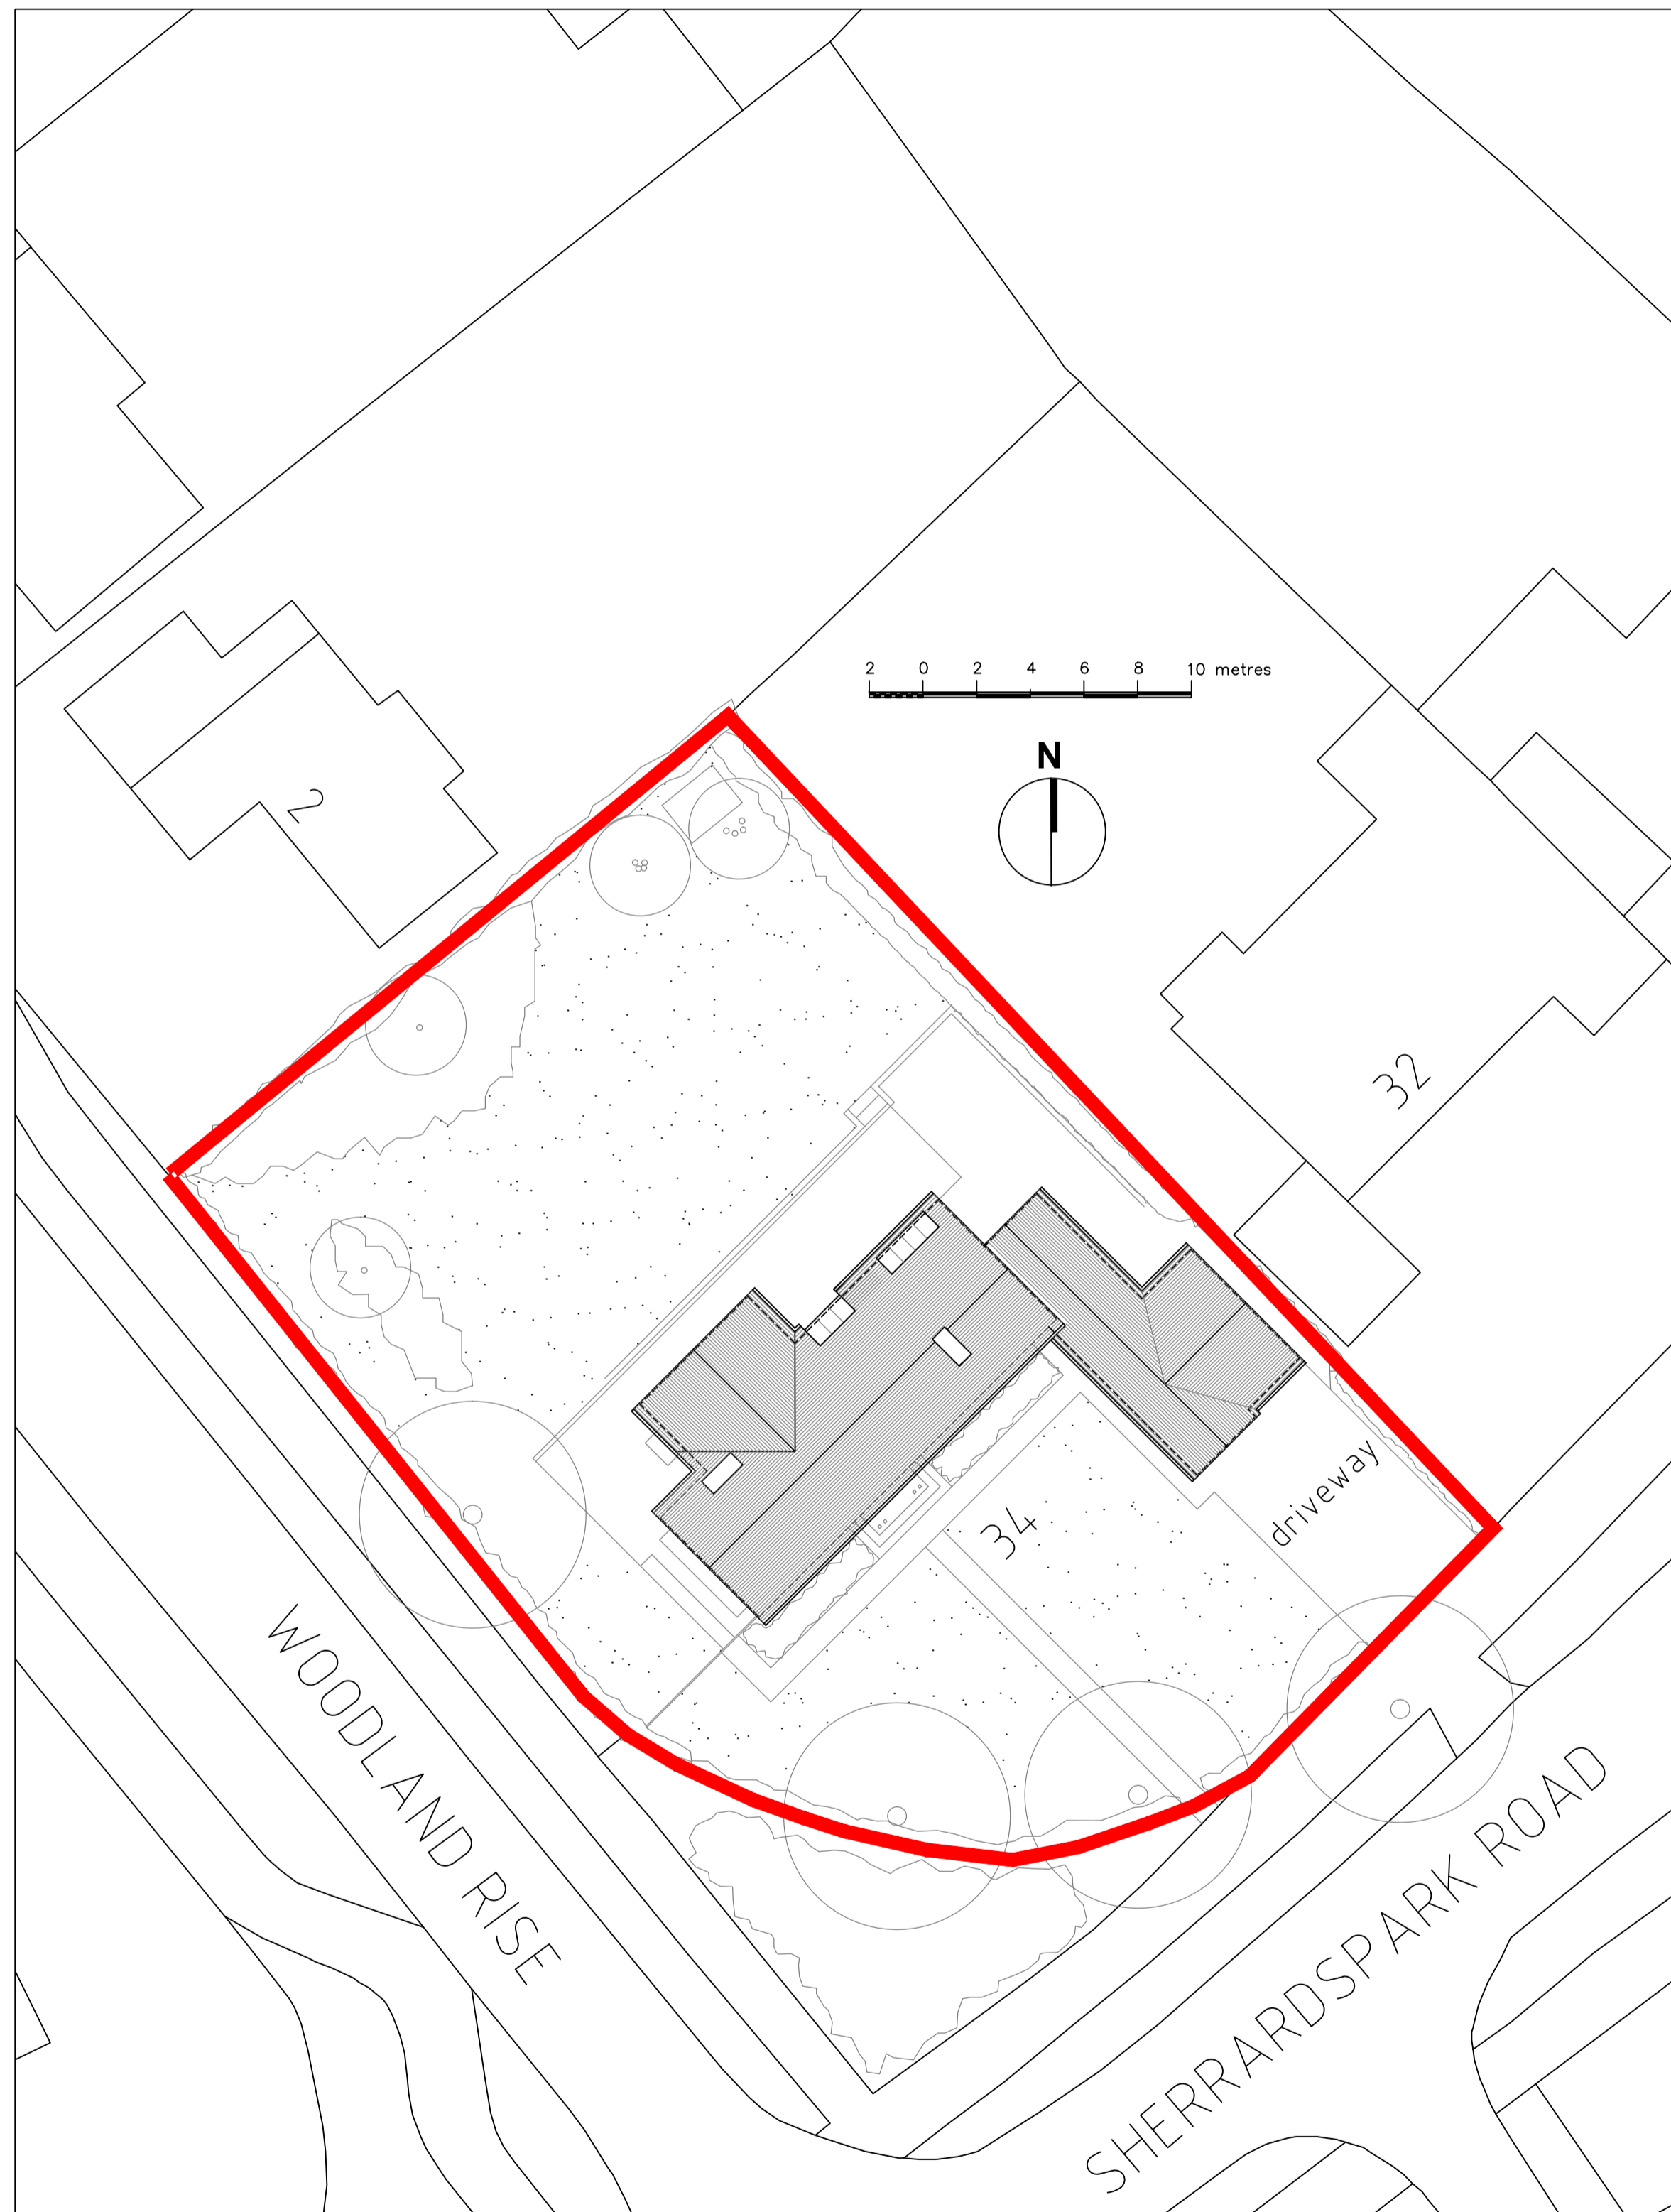 2 0 2 4 6 8 10 metres
N
2
32
34
driveway
WOODLAND RISE
SHERRARDSPARK ROAD